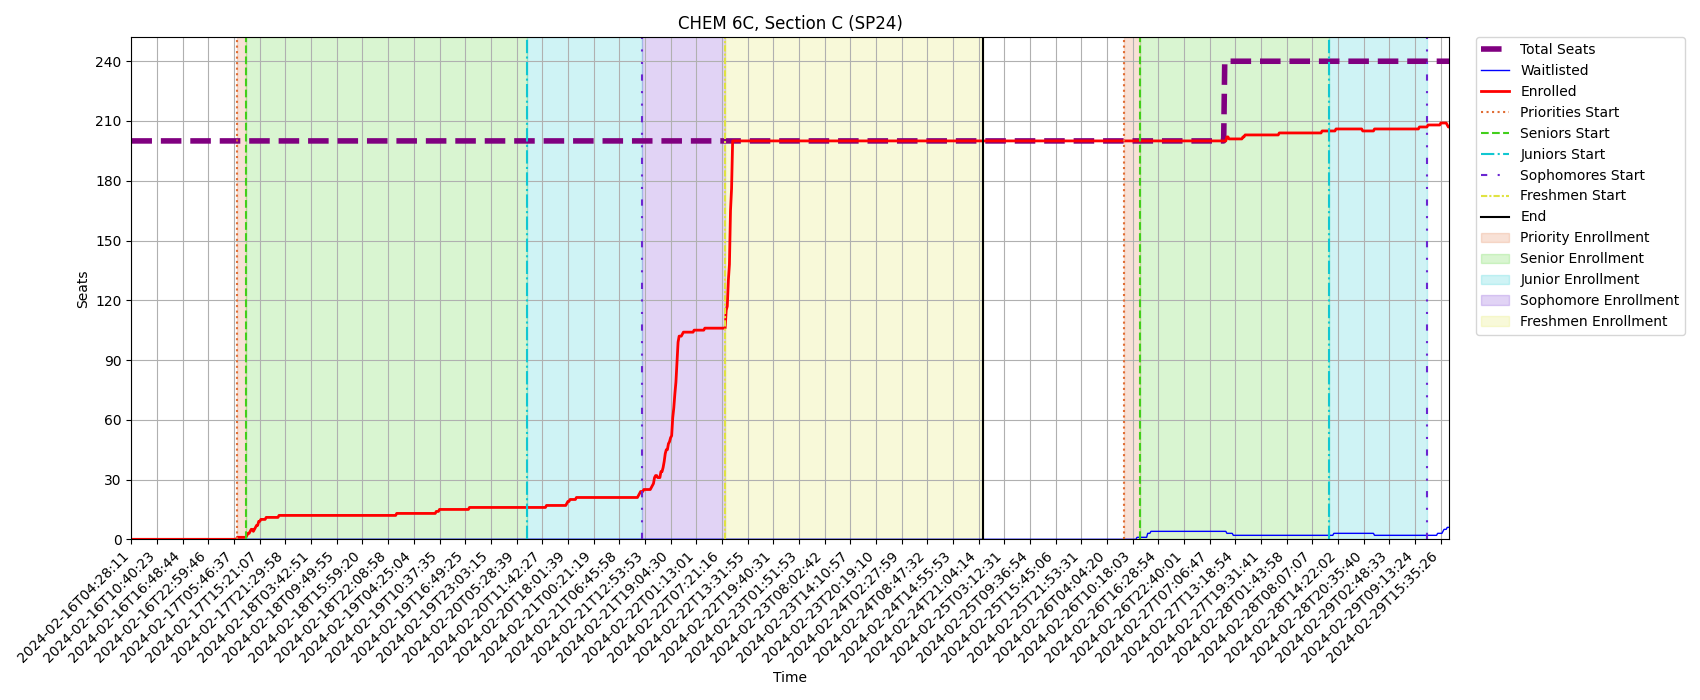 CHEM 6C, Section C (SP24)
Seats
240
210
180
150
120
90
60
30
0
2024-02-16T04:28:11
2024-02-16T10:40:23
2024-02-16T16:48:44
2024-02-16T22:59:46
2024-02-17T05:46:37
2024-02-17T15:21:07
2024-02-17T21:29:58
2024-02-18T03:42:51
2024-02-18T09:49:55
2024-02-18T15:59:20
2024-02-18T22:08:58
2024-02-19T04:25:04
2024-02-19T10:37:35
2024-02-19T16:49:25
2024-02-19T23:03:15
2024-02-20T05:28:39
2024-02-20T11:42:27
2024-02-20T18:01:39
2024-02-21T00:21:19
2024-02-21T06:45:58
2024-02-21T12:53:53
2024-02-21T19:04:30
2024-02-22T01:13:01
2024-02-22T07:21:16
2024-02-22T13:31:55
2024-02-22T19:40:31
2024-02-23T01:51:53
2024-02-23T08:02:42
2024-02-23T14:10:57
2024-02-23T20:19:10
2024-02-24T02:27:59
2024-02-24T08:47:32
2024-02-24T14:55:53
2024-02-24T21:04:14
2024-02-25T03:12:31
2024-02-25T09:36:54
2024-02-25T15:45:06
2024-02-25T21:53:31
2024-02-26T04:04:20
2024-02-26T10:18:03
2024-02-26T16:28:54
2024-02-26T22:40:01
2024-02-27T07:06:47
2024-02-27T13:18:54
2024-02-27T19:31:41
2024-02-28T01:43:58
2024-02-28T08:07:07
2024-02-28T14:22:02
2024-02-28T20:35:40
2024-02-29T02:48:33
2024-02-29T09:13:24
2024-02-29T15:35:26
Time
Total Seats
Waitlisted
Enrolled
Priorities Start
Seniors Start
Juniors Start
Sophomores Start
Freshmen Start
End
Priority Enrollment
Senior Enrollment
Junior Enrollment
Sophomore Enrollment
Freshmen Enrollment